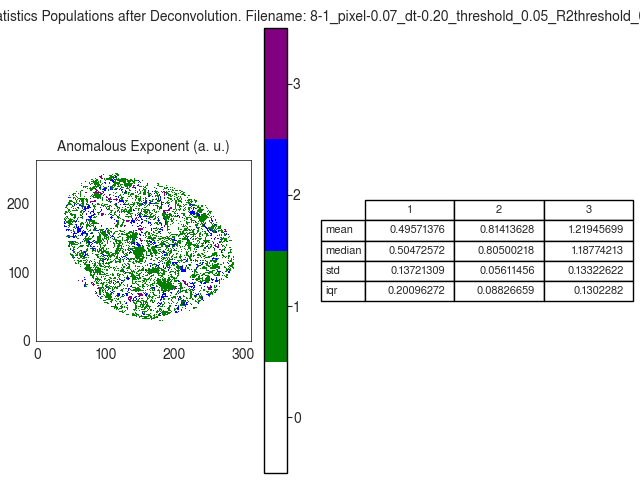 Populations after Deconvolution. Filename: 8-1_pixel-0.07_dt-0.20_threshold_0.05
Anomalous Exponent (a. u.)
200
100
0
0 100 200 300
3
2
1
0
1 2 3
mean 0.49571376 0.81413628 1.21945699
median 0.50472572 0.80500218 1.18774213
std 0.13721309 0.05611456 0.13322622
iqr 0.20096272 0.08826659 0.1302282